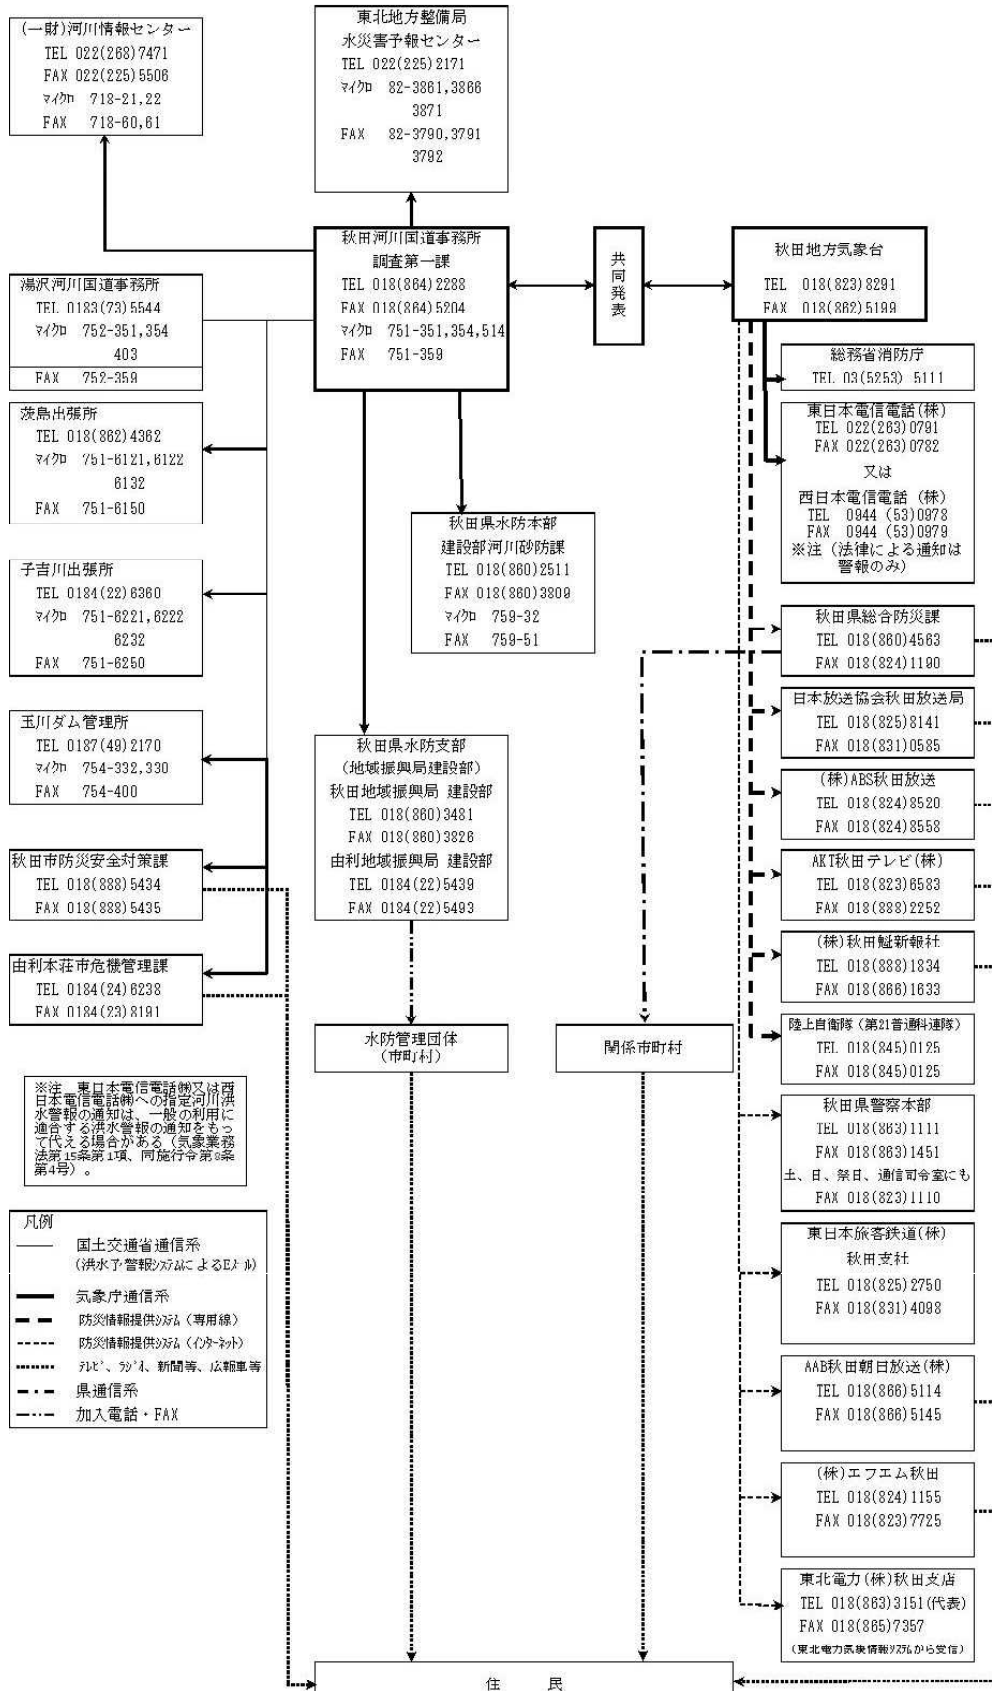 (一財)河川情報センター
TEL 022(268)7471
FAX 022(225)5506
マイクロ 718-21,22
FAX 718-60,61
東北地方整備局
水災害予報センター
TEL 022(225)2171
マイクロ 82-3861,3866
3871
FAX 82-3790,3791
3792
秋田河川国道事務所
調査第一課
TEL 018(864)2288
FAX 018(864)5204
マイクロ 751-351,354,514
FAX 751-359
共同発表
秋田地方気象台
TEL 018(823)8291
FAX 018(862)5199
湯沢河川国道事務所
TEL 0183(73)5544
マイクロ 752-351,354
403
FAX 752-359
茨島出張所
TEL 018(862)4362
マイクロ 751-6121,6122
6132
FAX 751-6150
子吉川出張所
TEL 0184(22)6360
マイクロ 751-6221,6222
6232
FAX 751-6250
玉川ダム管理所
TEL 0187(49)2170
マイクロ 754-332,330
FAX 754-400
秋田市防災安全対策課
TEL 018(888)5434
FAX 018(888)5435
由利本荘市危機管理課
TEL 0184(24)6238
FAX 0184(23)8191
秋田県水防本部
建設部河川砂防課
TEL 018(860)2511
FAX 018(860)3809
マイクロ 759-32
FAX 759-51
秋田県水防支部
(地域振興局建設部)
秋田地域振興局 建設部
TEL 018(860)3481
FAX 018(860)3826
由利地域振興局 建設部
TEL 0184(22)5439
FAX 0184(22)5493
水防管理団体
(市町村)
関係市町村
総務省消防庁
TEL 03(5253) 5111
東日本電信電話(株)
TEL 022(263)0791
FAX 022(263)0782
又は
西日本電信電話 (株)
TEL 0944 (53)0978
FAX 0944 (53)0979
※注 (法律による通知は
警報のみ)
秋田県総合防災課
TEL 018(860)4563
FAX 018(824)1190
日本放送協会秋田放送局
TEL 018(825)8141
FAX 018(831)0585
(株)ABS秋田放送
TEL 018(824)8520
FAX 018(824)8558
AKT秋田テレビ(株)
TEL 018(823)6583
FAX 018(888)2252
(株)秋田魁新報社
TEL 018(888)1834
FAX 018(866)1633
陸上自衛隊 (第21普通科連隊)
TEL 018(845)0125
FAX 018(845)0125
秋田県警察本部
TEL 018(863)1111
FAX 018(863)1451
土、日、祭日、通信司令室にも
FAX 018(823)1110
東日本旅客鉄道(株)
秋田支社
TEL 018(825)2750
FAX 018(831)4098
AAB秋田朝日放送(株)
TEL 018(866)5114
FAX 018(866)5145
(株)エフエム秋田
TEL 018(824)1155
FAX 018(823)7725
東北電力(株)秋田支店
TEL 018(863)3151(代表)
FAX 018(865)7357
(東北電力気象情報システムから受信)
※注 東日本電信電話㈱又は西
日本電信電話㈱への指定河川洪
水警報の通知は、一般の利用に
適合する洪水警報の通知をもっ
て代える場合がある (気象業務
法第15条第1項、同施行令第8条
第4号) 。
凡例
国土交通省通信系
(洪水予警報システムによるEメール)
気象庁通信系
防災情報提供システム (専用線)
防災情報提供システム (インターネット)
テレビ、ラジオ、新聞等、広報車等
県通信系
加入電話・FAX
住 民